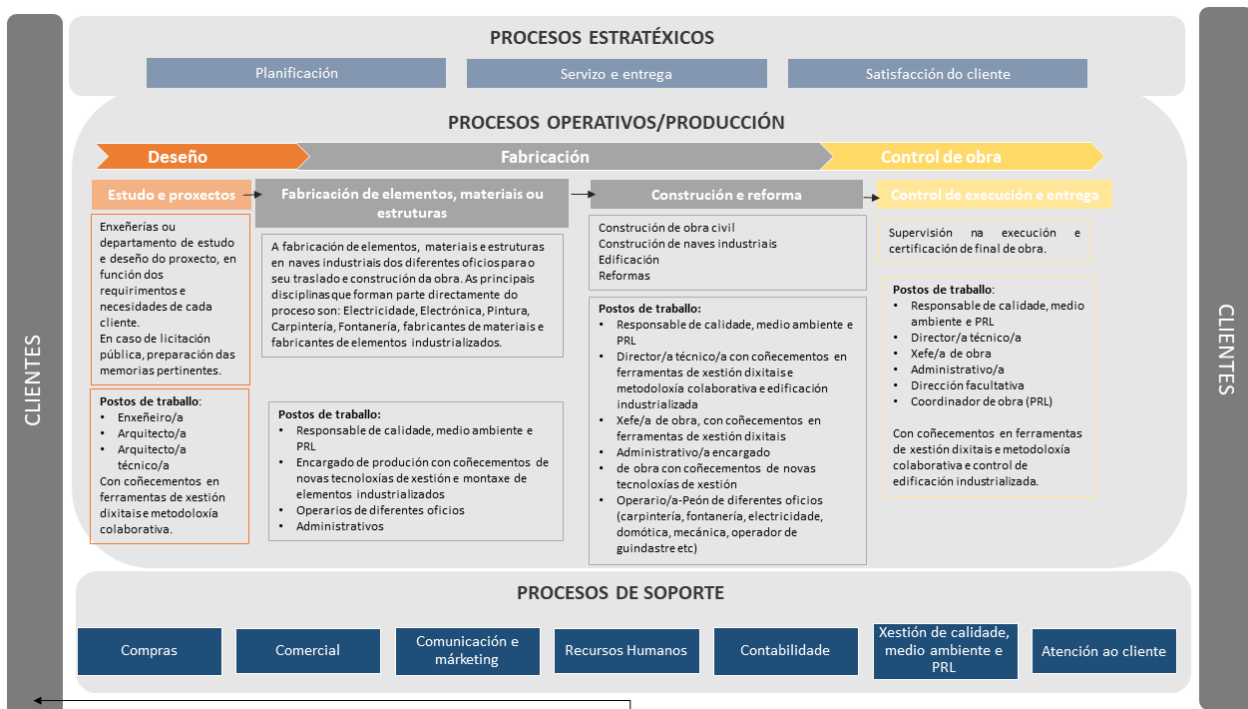 CLIENTES
PROCESOS ESTRATÉXICOS
Planificación
Servizo e entrega
Satisfacción do cliente
PROCESOS OPERATIVOS/PRODUCCIÓN
Deseño
Fabricación
Control de obra
Estudo e proxectos
Enxeñerías ou
departamento de estudo
e deseño do proxecto, en
función dos
requirimentos e
necesidades de cada
cliente.
En caso de licitación
pública, preparación das
memorias pertinentes.
Postos de traballo:
• Enxeñeiro/a
• Arquitecto/a
• Arquitecto/a
técnico/a
Con coñecementos en
ferramentas de xestión
dixitais e metodoloxía
colaborativa.
Fabricación de elementos, materiais ou
estruturas
A fabricación de elementos, materiais e estruturas
en naves industriais dos diferentes oficios para o
seu traslado e construción da obra. As principais
disciplinas que forman parte directamente do
proceso son: Electricidade, Electrónica, Pintura,
Carpintería, Fontanería, fabricantes de materiais e
fabricantes de elementos industrializados.
Postos de traballo:
• Responsable de calidade, medio ambiente e
PRL
• Encargado de produción con coñecementos de
novas tecnoloxías de xestión e montaxe de
elementos industrializados
• Operarios de diferentes oficios
• Administrativos
Construción e reforma
Construción de obra civil
Construción de naves industriais
Edificación
Reformas
Postos de traballo:
• Responsable de calidade, medio ambiente e
PRL
• Director/a técnico/a con coñecementos en
ferramentas de xestión dixitais e
metodoloxía colaborativa e edificación
industrializada
• Xefe/a de obra, con coñecementos en
ferramentas de xestión dixitais
• Administrativo/a encargado
• de obra con coñecementos de novas
tecnoloxías de xestión
• Operario/a-Peón de diferentes oficios
(carpintería, fontanería, electricidade,
domótica, mecánica, operador de
guindastre etc)
Control de execución e entrega
Supervisión na execución e
certificación de final de obra.
Postos de traballo:
• Responsable de calidade, medio
ambiente e PRL
• Director/a técnico/a
• Xefe/a de obra
• Administrativo/a
• Dirección facultativa
• Coordinador de obra (PRL)
Con coñecementos en ferramentas
de xestión dixitais e metodoloxía
colaborativa e control de
edificación industrializada.
PROCESOS DE SOPORTE
Compras
Comercial
Comunicación e
márketing
Recursos Humanos
Contabilidade
Xestión de calidade,
medio ambiente e
PRL
Atención ao cliente
CLIENTES